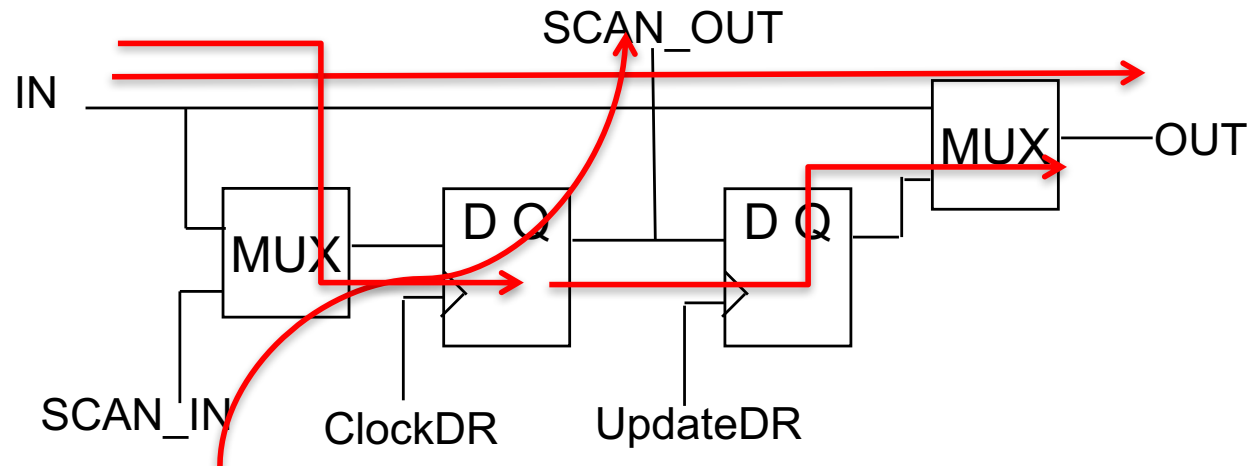 SCAN_OUT
IN
MUX
OUT
D Q
D Q
MUX
SCAN_IN
ClockDR
UpdateDR